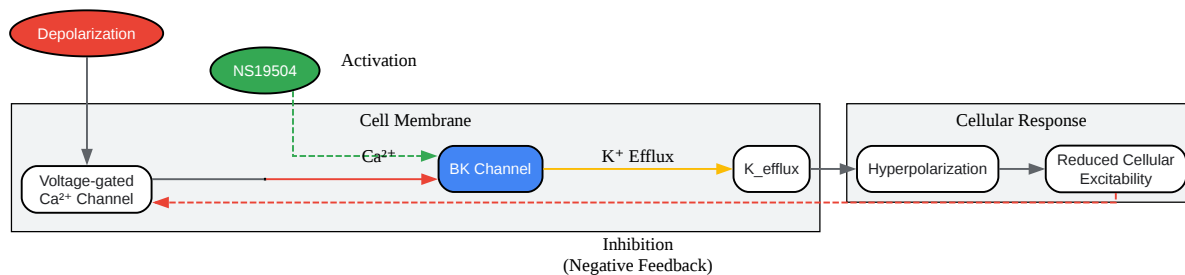 Depolarization
NS19504
Activation
Cell Membrane
Cellular Response
Ca²⁺
Voltage-gated
Ca²⁺ Channel
BK Channel
K⁺ Efflux
K_efflux
Hyperpolarization
Reduced Cellular
Excitability
Inhibition
(Negative Feedback)